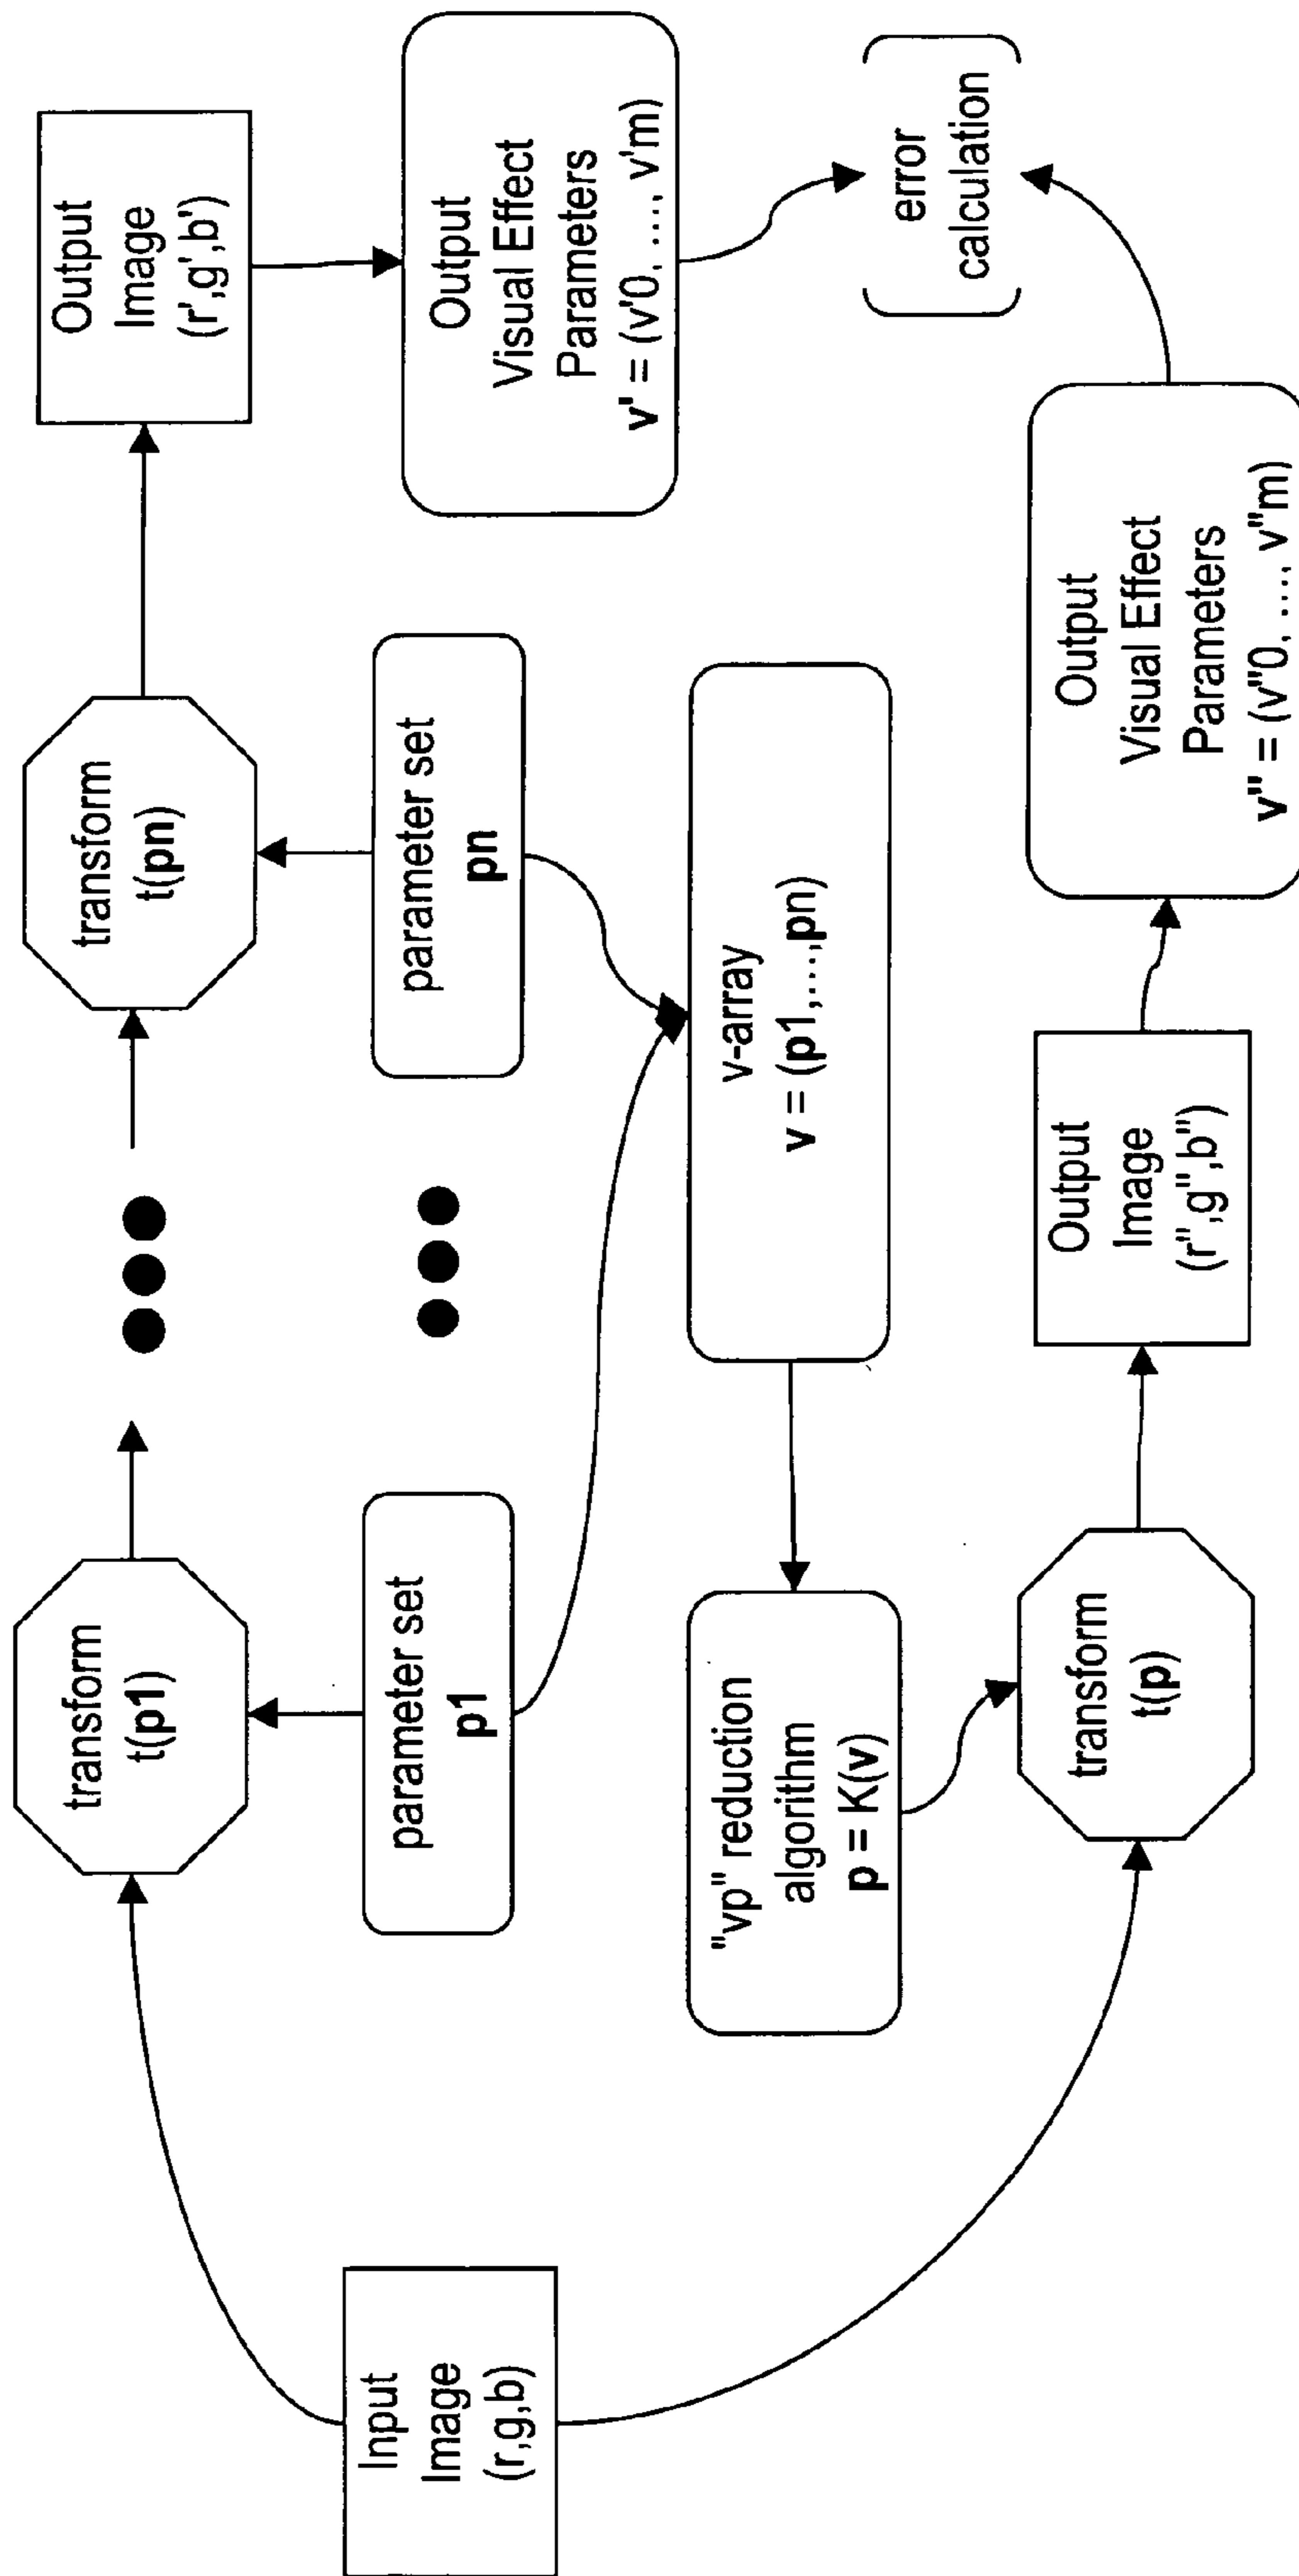 Input
Image
(r,g,b)
transform
t(p1)
transform
t(pn)
Output
Image
(r',g',b')
parameter set
p1
parameter set
pn
Output
Visual Effect
Parameters
v' = (v'0, ..., v'm)
"vp" reduction
algorithm
p = K(v)
v-array
v = (p1,...,pn)
error
calculation
transform
t(p)
Output
Image
(r",g",b")
Output
Visual Effect
Parameters
v" = (v"0, ..., v"m)